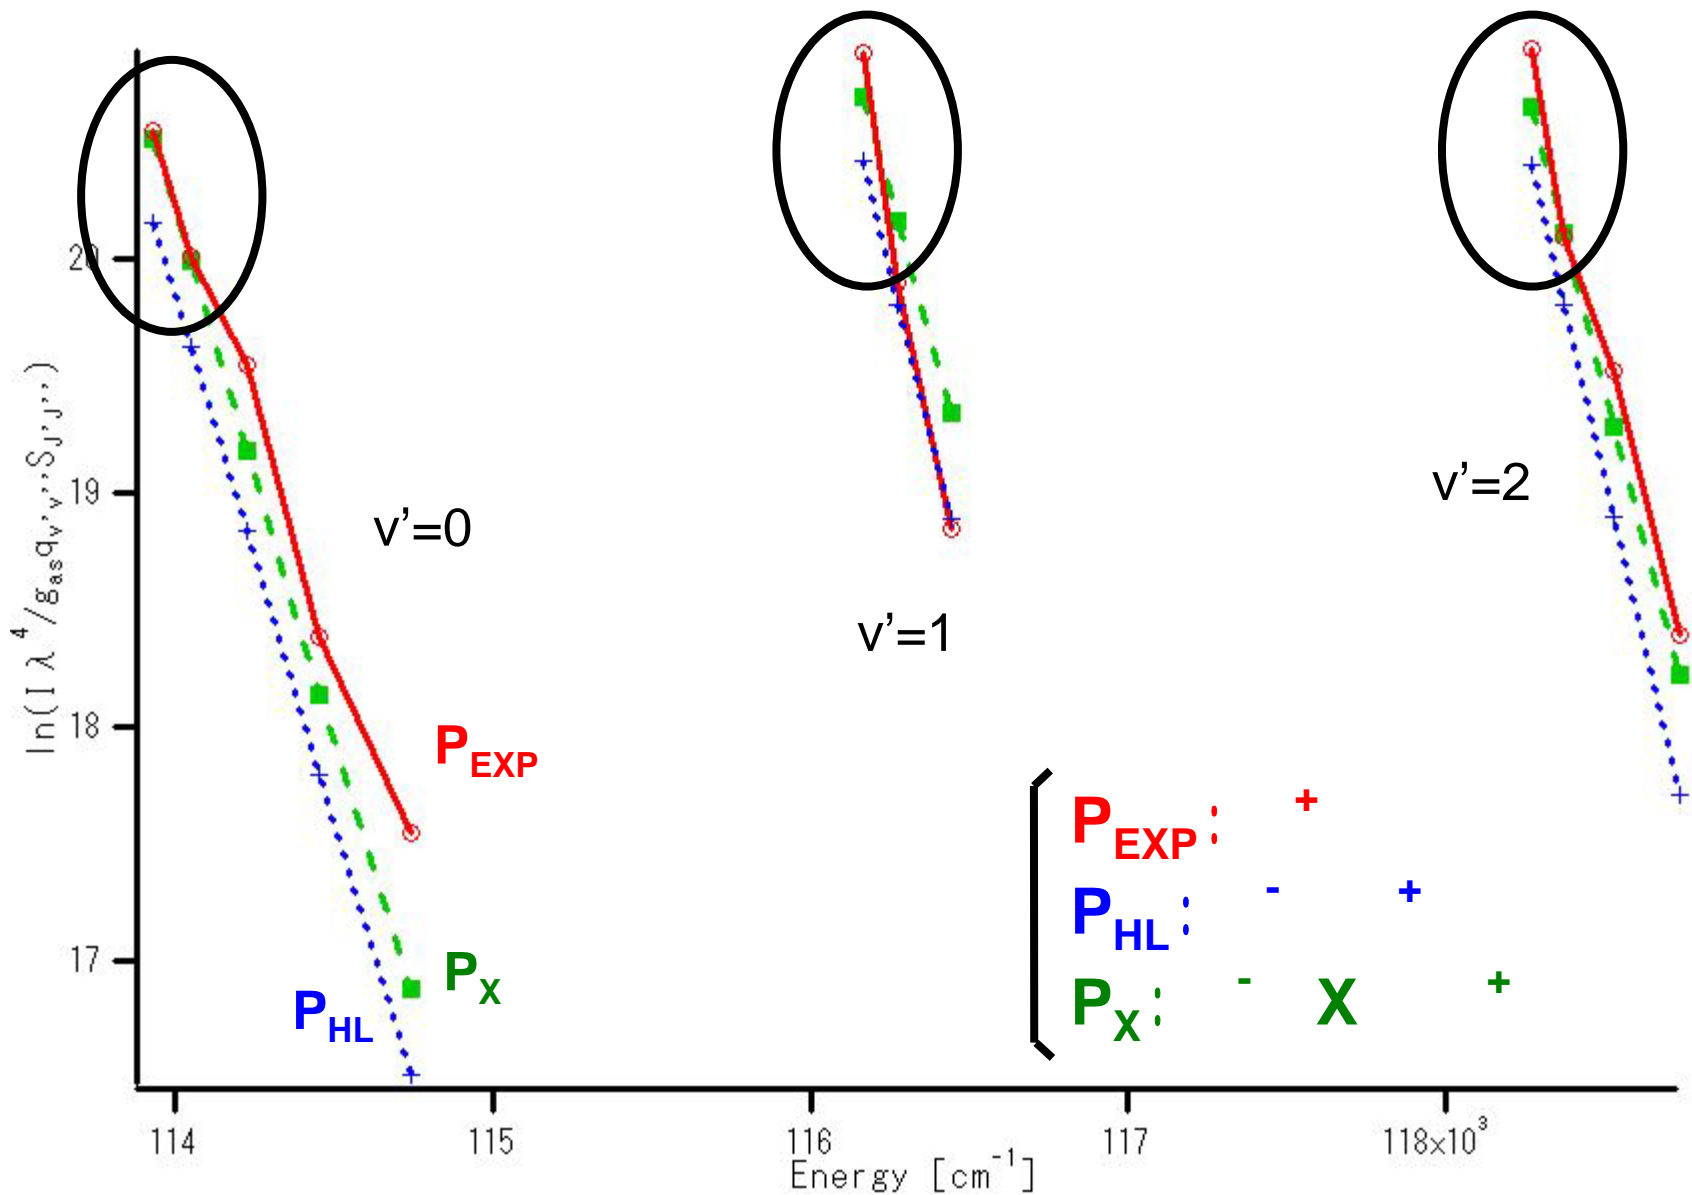 20
19
18
17
ln(I λ⁴/g_as q_v'v'' S_J'J'')
v'=0
v'=1
v'=2
P_EXP
P_X
P_HL
P_EXP: +
P_HL: - +
P_X: - X +
114 115 116 117 118x10³
Energy [cm⁻¹]